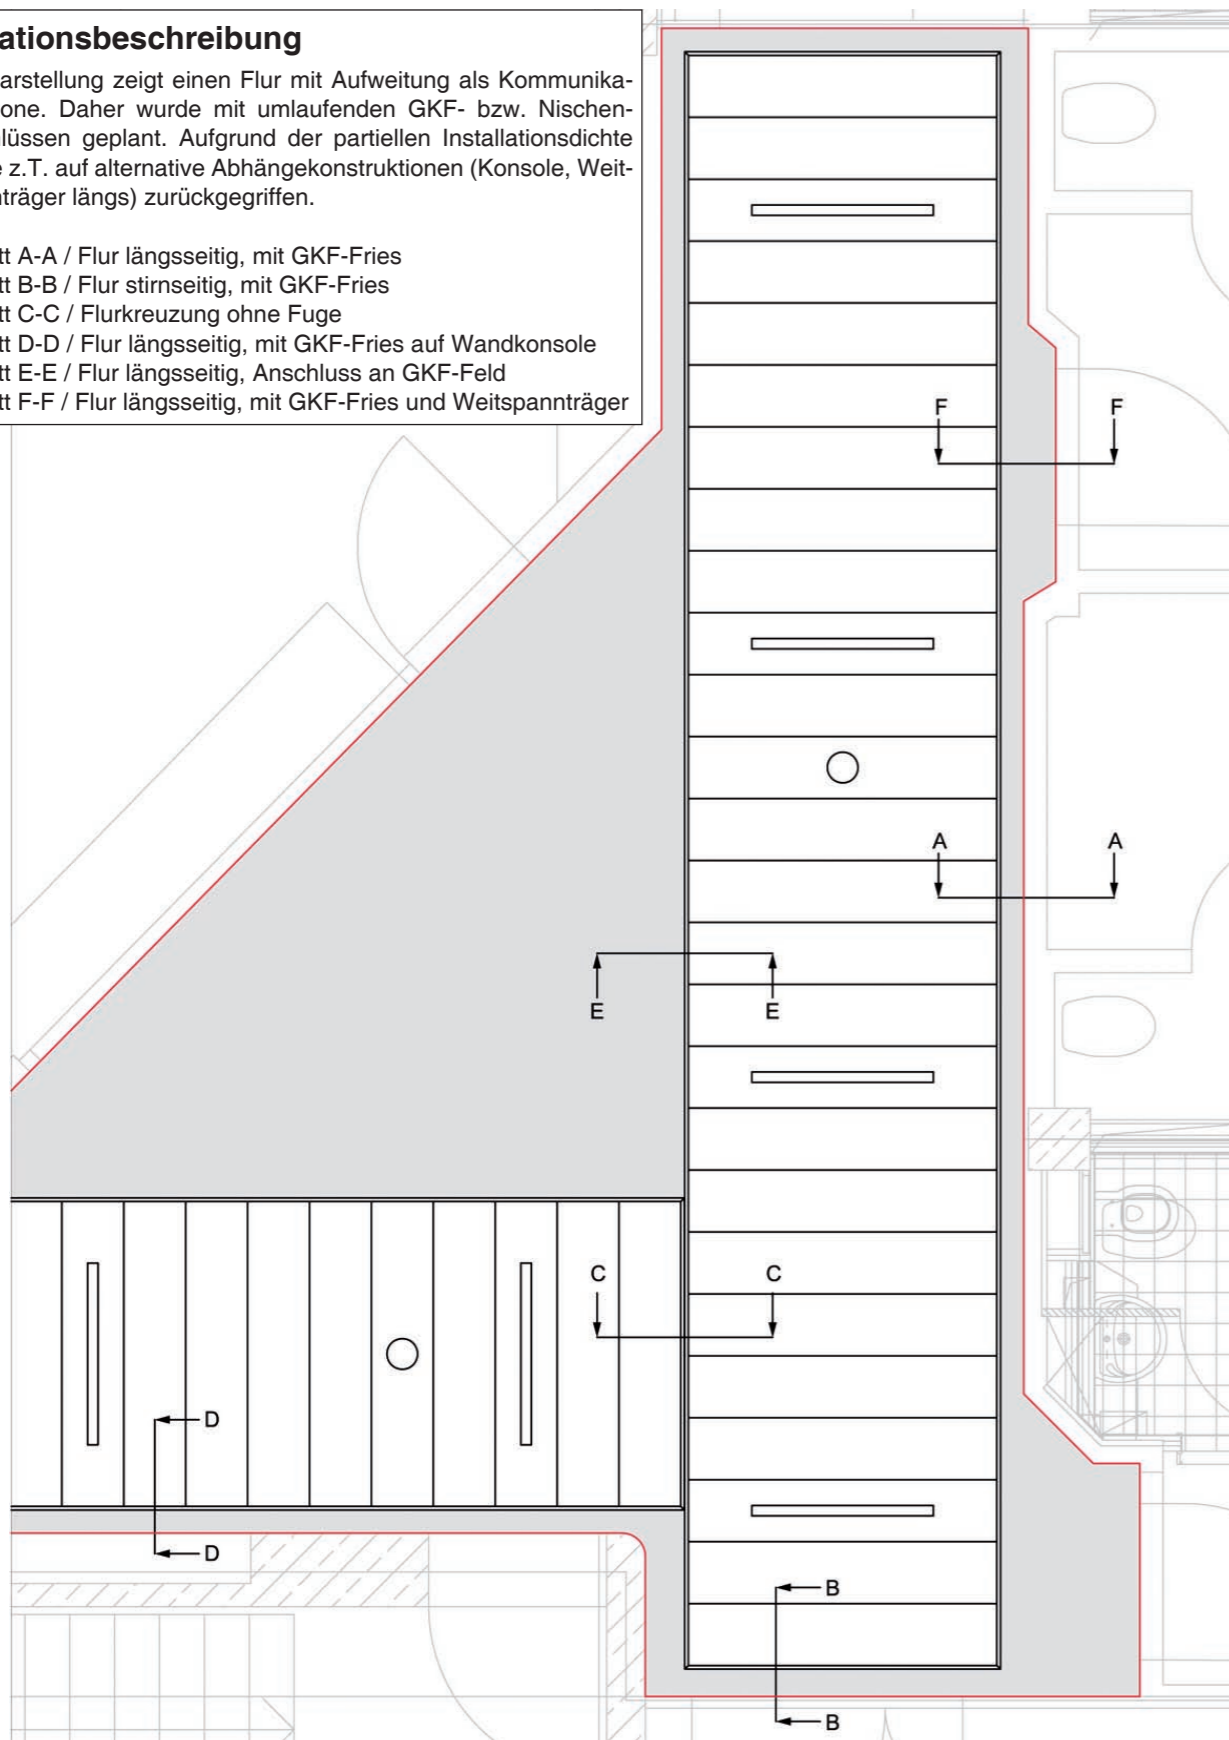 ationsbeschreibung
arstellung zeigt einen Flur mit Aufweitung als Kommunika-
one. Daher wurde mit umlaufenden GKF- bzw. Nischen-
lüssen geplant. Aufgrund der partiellen Installationsdichte
e z.T. auf alternative Abhängekonstruktionen (Konsole, Weit-
nträger längs) zurückgegriffen.
tt A-A / Flur längsseitig, mit GKF-Fries
tt B-B / Flur stirnseitig, mit GKF-Fries
tt C-C / Flurkreuzung ohne Fuge
tt D-D / Flur längsseitig, mit GKF-Fries auf Wandkonsole
tt E-E / Flur längsseitig, Anschluss an GKF-Feld
tt F-F / Flur längsseitig, mit GKF-Fries und Weitspannträger
F F
A A
E E
C C
D
D
B
B